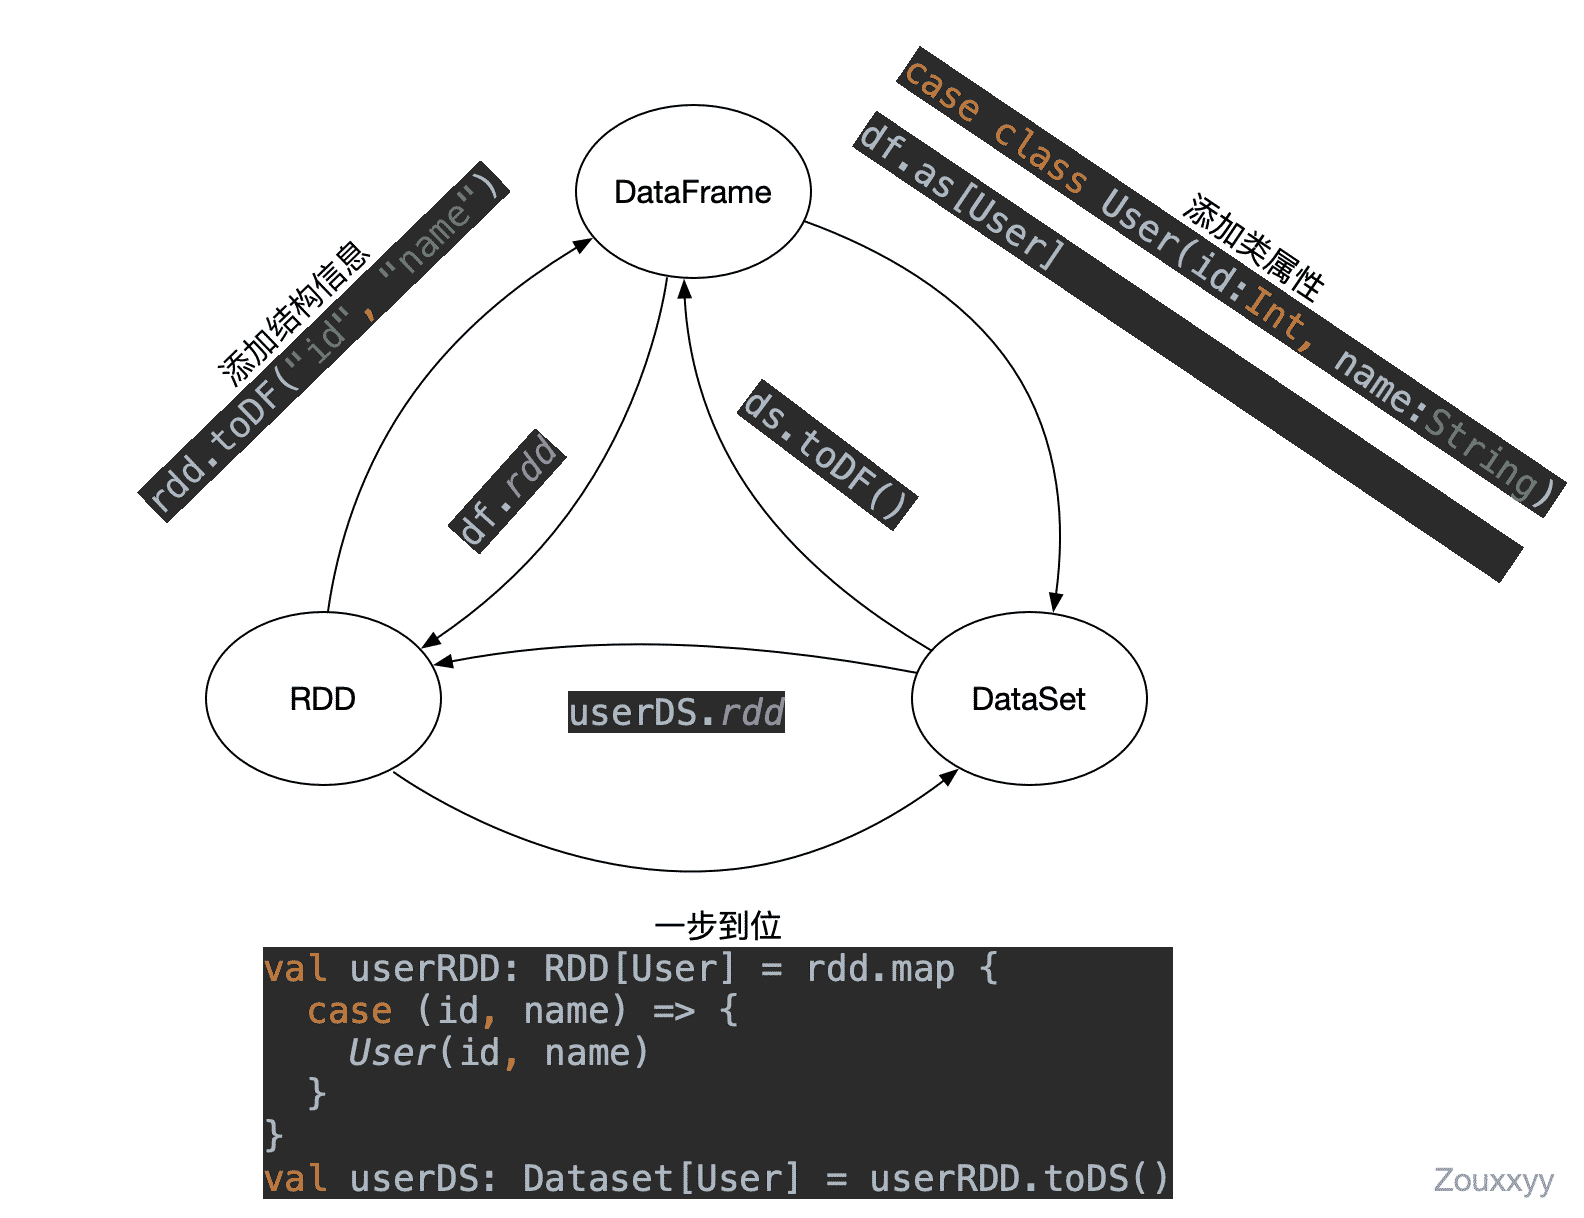 case class User(id:Int, name:String)
df.as[User]
添加类属性
DataFrame
添加结构信息
rdd.toDF("id", "name")
df.rdd
ds.toDF()
RDD
DataSet
userDS.rdd
一步到位
val userRDD: RDD[User] = rdd.map {
  case (id, name) => {
    User(id, name)
  }
}
val userDS: Dataset[User] = userRDD.toDS()
Zouxxyy